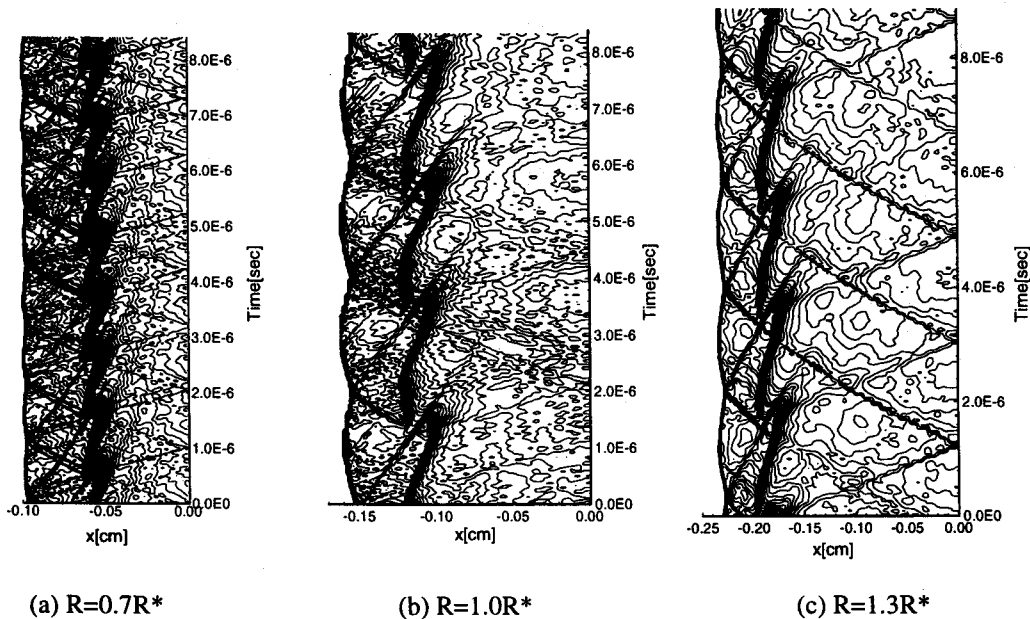 8.0E-6
7.0E-6
6.0E-6
5.0E-6
4.0E-6
3.0E-6
2.0E-6
1.0E-6
0.0E0
Time[sec]
-0.10
-0.05
0.00
x[cm]
(a) R=0.7R*
8.0E-6
7.0E-6
6.0E-6
5.0E-6
4.0E-6
3.0E-6
2.0E-6
1.0E-6
0.0E0
Time[sec]
-0.15
-0.10
-0.05
0.00
x[cm]
(b) R=1.0R*
8.0E-6
6.0E-6
4.0E-6
2.0E-6
0.0E0
Time[sec]
-0.25
-0.20
-0.15
-0.10
-0.05
0.00
x[cm]
(c) R=1.3R*